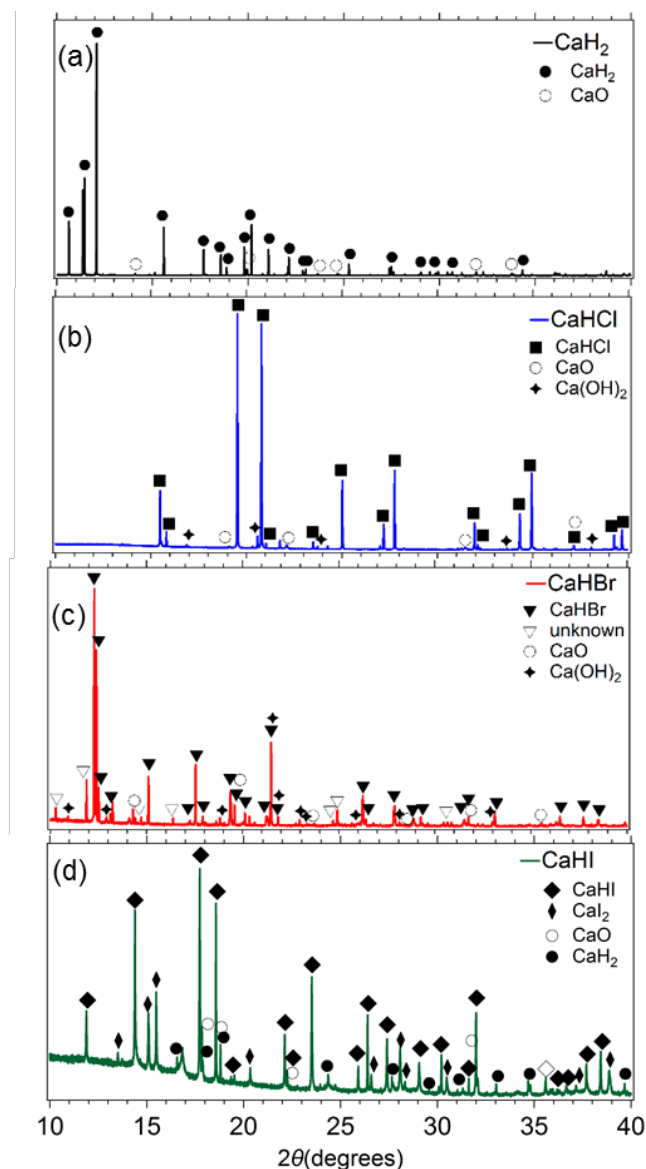 (a)
CaH₂
CaH₂
CaO
(b)
CaHCl
CaHCl
CaO
Ca(OH)₂
(c)
CaHBr
CaHBr
unknown
CaO
Ca(OH)₂
(d)
CaHI
CaHI
CaI₂
CaO
CaH₂
10 15 20 25 30 35 40
2θ(degrees)